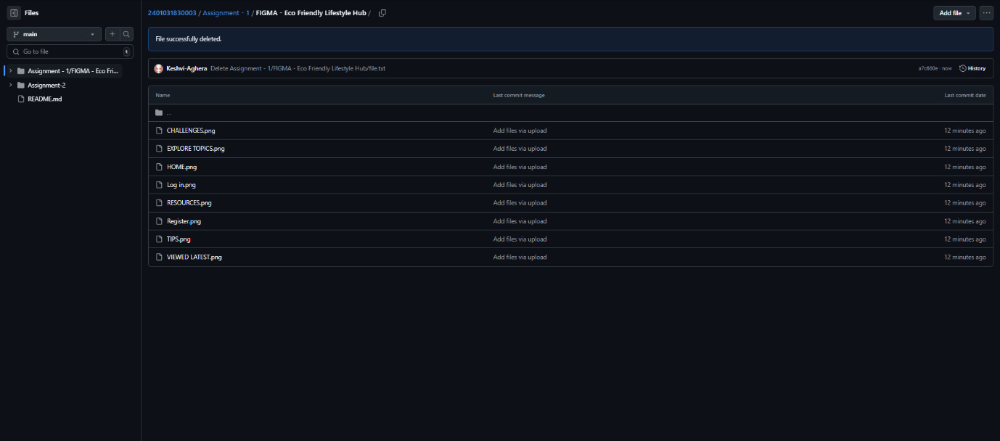 Files
2401031830003 / Assignment - 1 / FIGMA - Eco Friendly Lifestyle Hub /
Add file
main
File successfully deleted.
Go to file
t
Keshvi-Aghera Delete Assignment - 1/FIGMA - Eco Friendly Lifestyle Hub/file.txt
a7c660e · now
History
Assignment - 1/FIGMA - Eco Fri...
Assignment-2
README.md
Name Last commit message Last commit date
..
CHALLENGES.png Add files via upload 12 minutes ago
EXPLORE TOPICS.png Add files via upload 12 minutes ago
HOME.png Add files via upload 12 minutes ago
Log in.png Add files via upload 12 minutes ago
RESOURCES.png Add files via upload 12 minutes ago
Register.png Add files via upload 12 minutes ago
TIPS.png Add files via upload 12 minutes ago
VIEWED LATEST.png Add files via upload 12 minutes ago